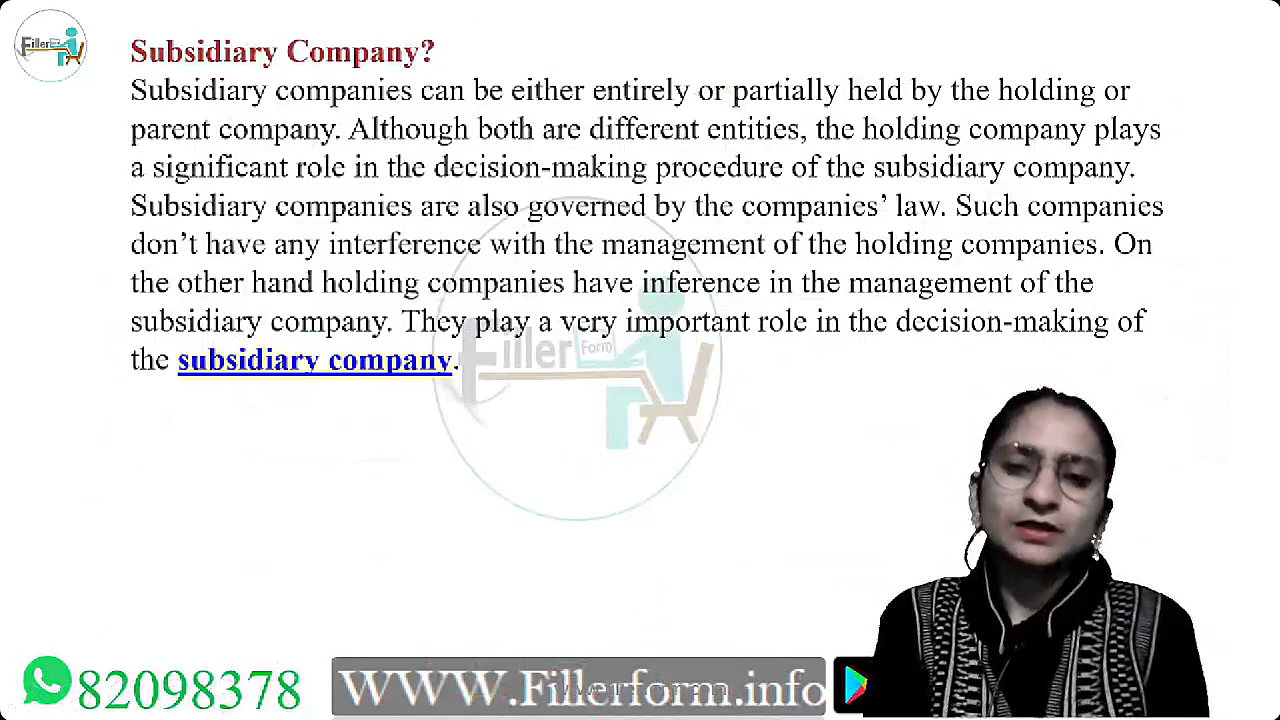 Filler
Subsidiary Company?
Subsidiary companies can be either entirely or partially held by the holding or
parent company. Although both are different entities, the holding company plays
a significant role in the decision-making procedure of the subsidiary company.
Subsidiary companies are also governed by the companies’ law. Such companies
don’t have any interference with the management of the holding companies. On
the other hand holding companies have inference in the management of the
subsidiary company. They play a very important role in the decision-making of
the subsidiary company.
Filler Form
82098378
WWW.Fillerform.info